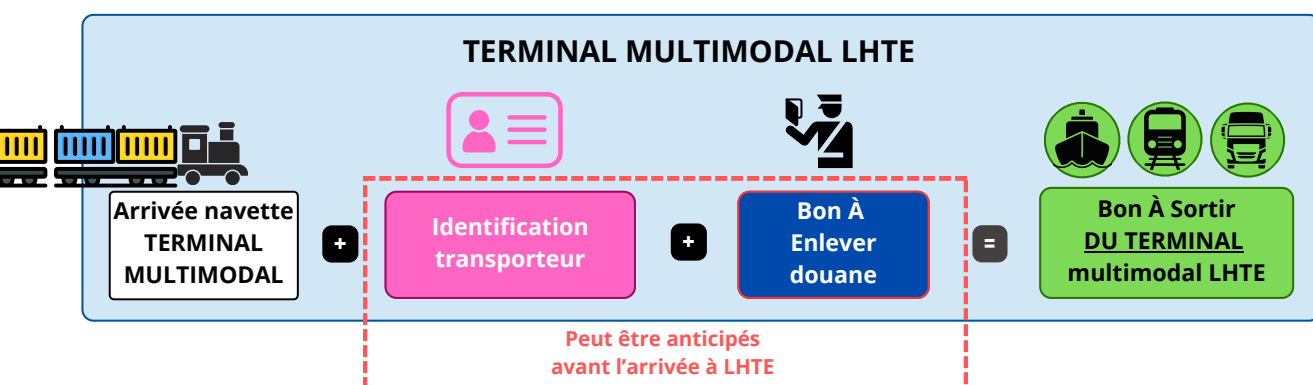 TERMINAL MULTIMODAL LHTE
Arrivée navette
TERMINAL
MULTIMODAL
+
Identification
transporteur
+
Bon À
Enlever
douane
=
Bon À Sortir
DU TERMINAL
multimodal LHTE
Peut être anticipés
avant l'arrivée à LHTE